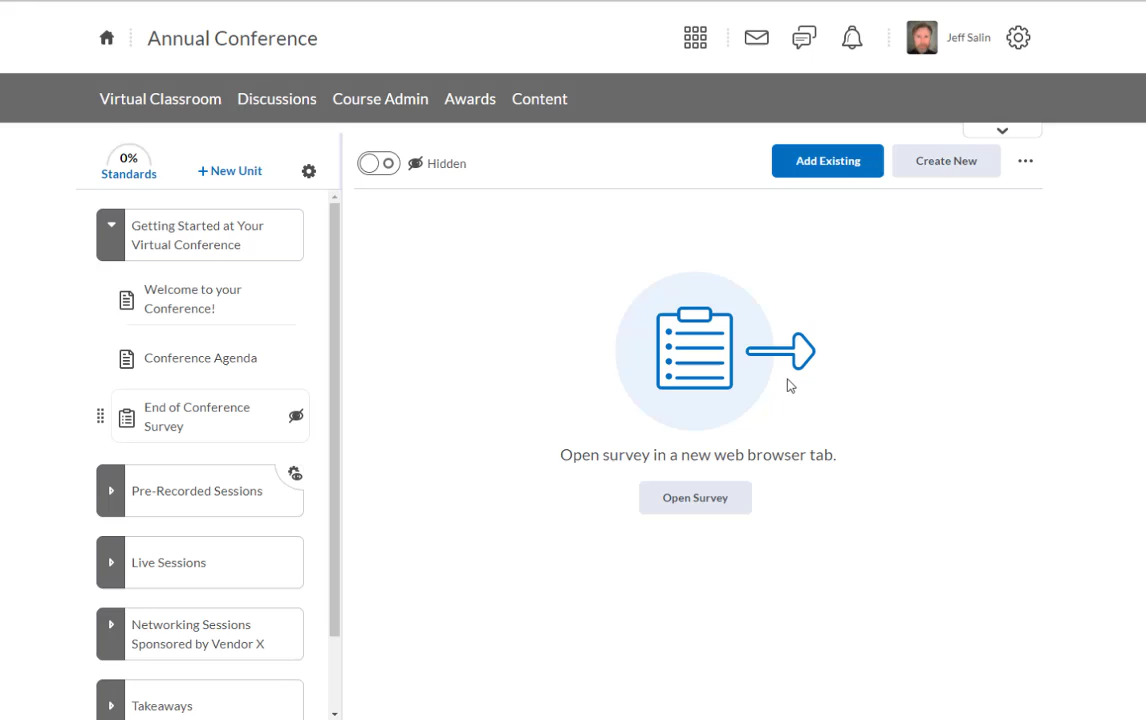 Annual Conference
Jeff Salin
Virtual Classroom Discussions Course Admin Awards Content
0%
Standards
+ New Unit
Hidden
Add Existing
Create New
Getting Started at Your
Virtual Conference
Welcome to your
Conference!
Conference Agenda
End of Conference
Survey
Pre-Recorded Sessions
Live Sessions
Networking Sessions
Sponsored by Vendor X
Takeaways
Open survey in a new web browser tab.
Open Survey